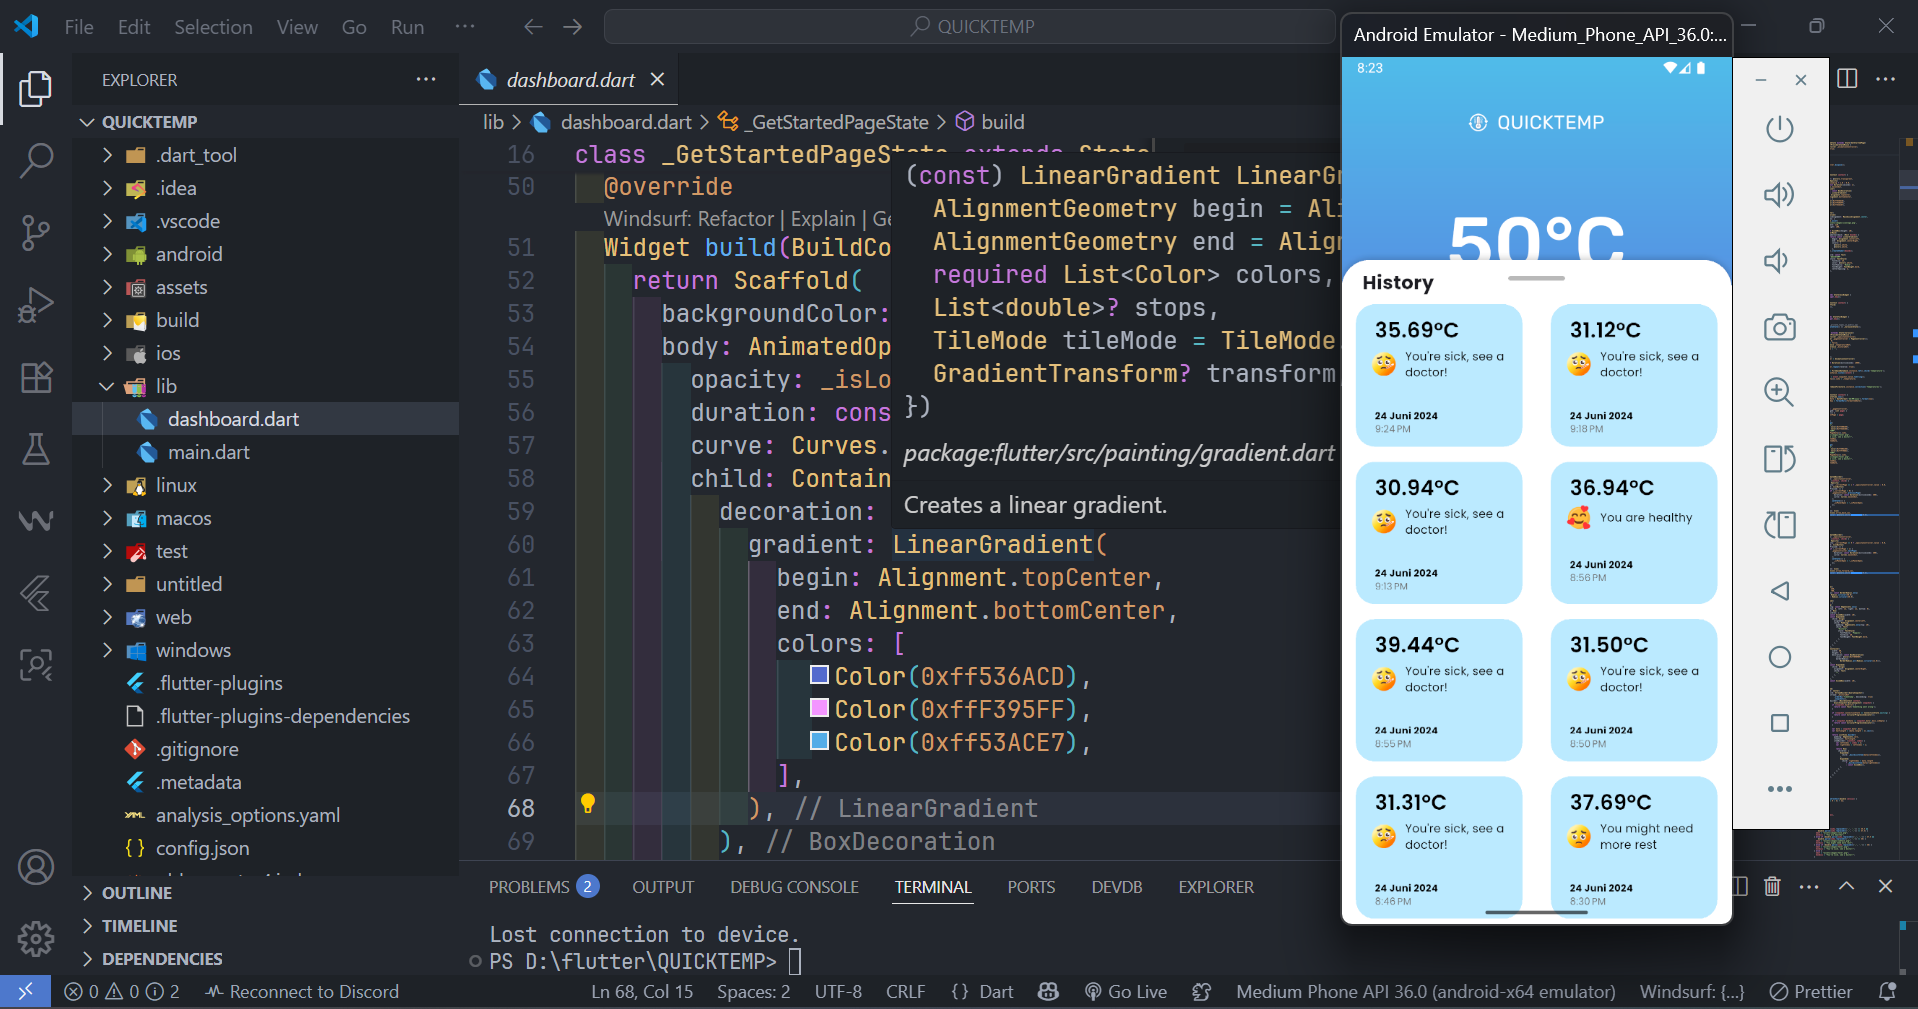 File Edit Selection View Go Run ···
QUICKTEMP
EXPLORER
QUICKTEMP
.dart_tool
.idea
.vscode
android
assets
build
ios
lib
dashboard.dart
main.dart
linux
macos
test
untitled
web
windows
.flutter-plugins
.flutter-plugins-dependencies
.gitignore
.metadata
analysis_options.yaml
config.json
OUTLINE
TIMELINE
DEPENDENCIES
dashboard.dart
lib > dashboard.dart > _GetStartedPageState > build
16 class _GetStartedPageState extends State
50 @override
Windsurf: Refactor | Explain | Ge
51 Widget build(BuildCo
52 return Scaffold(
53 backgroundColor:
54 body: AnimatedOp
55 opacity: _isLo
56 duration: cons
57 curve: Curves.
58 child: Contain
59 decoration:
60 gradient: LinearGradient(
61 begin: Alignment.topCenter,
62 end: Alignment.bottomCenter,
63 colors: [
64 Color(0xff536ACD),
65 Color(0xffF395FF),
66 Color(0xff53ACE7),
67 ],
68 ), // LinearGradient
69 ), // BoxDecoration
(const) LinearGradient LinearG
AlignmentGeometry begin = Ali
AlignmentGeometry end = Align
required List<Color> colors,
List<double>? stops,
TileMode tileMode = TileMode
GradientTransform? transform
})
package:flutter/src/painting/gradient.dart
Creates a linear gradient.
PROBLEMS 2 OUTPUT DEBUG CONSOLE TERMINAL PORTS DEVDB EXPLORER
Lost connection to device.
PS D:\flutter\QUICKTEMP>
Android Emulator - Medium_Phone_API_36.0:...
8:23
QUICKTEMP
50°C
History
35.69°C
You're sick, see a
doctor!
24 Juni 2024
9:24 PM
31.12°C
You're sick, see a
doctor!
24 Juni 2024
9:18 PM
30.94°C
You're sick, see a
doctor!
24 Juni 2024
9:13 PM
36.94°C
You are healthy
24 Juni 2024
8:56 PM
39.44°C
You're sick, see a
doctor!
24 Juni 2024
8:55 PM
31.50°C
You're sick, see a
doctor!
24 Juni 2024
8:50 PM
31.31°C
You're sick, see a
doctor!
24 Juni 2024
8:46 PM
37.69°C
You might need
more rest
24 Juni 2024
8:30 PM
0 0 2 Reconnect to Discord Ln 68, Col 15 Spaces: 2 UTF-8 CRLF {} Dart Go Live Medium Phone API 36.0 (android-x64 emulator) Windsurf: {...} Prettier